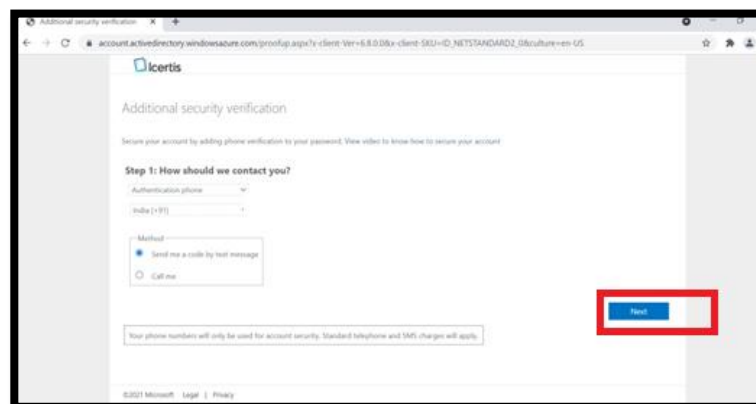 Additional security verification
account.activedirectory.windowsazure.com/proofup.aspx?x-client-Ver=6.8.0.0&x-client-SKU=ID_NETSTANDARD2_0&culture=en-US
Icertis
Additional security verification
Secure your account by adding phone verification to your password. View video to know how to secure your account
Step 1: How should we contact you?
Authentication phone
India (+91)
Method
Send me a code by text message
Call me
Next
Your phone numbers will only be used for account security. Standard telephone and SMS charges will apply.
©2021 Microsoft Legal | Privacy